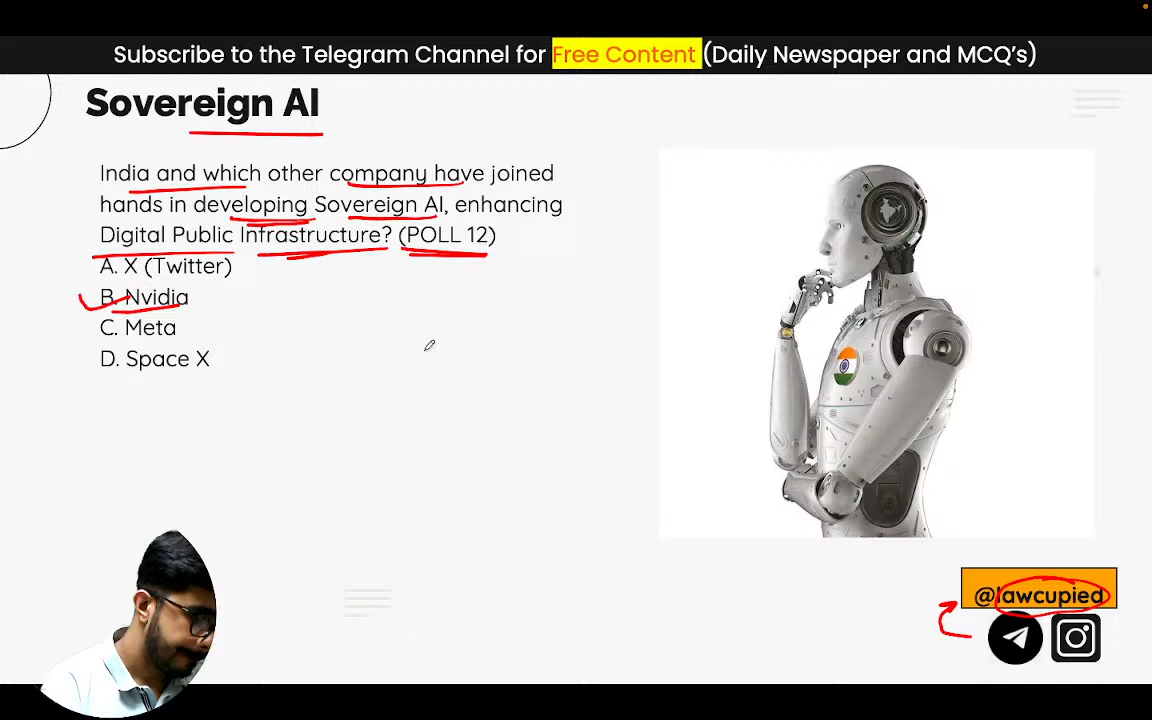 Subscribe to the Telegram Channel for Free Content (Daily Newspaper and MCQ's)
Sovereign AI
India and which other company have joined
hands in developing Sovereign AI, enhancing
Digital Public Infrastructure? (POLL 12)
A. X (Twitter)
B. Nvidia
C. Meta
D. Space X
@lawcupied